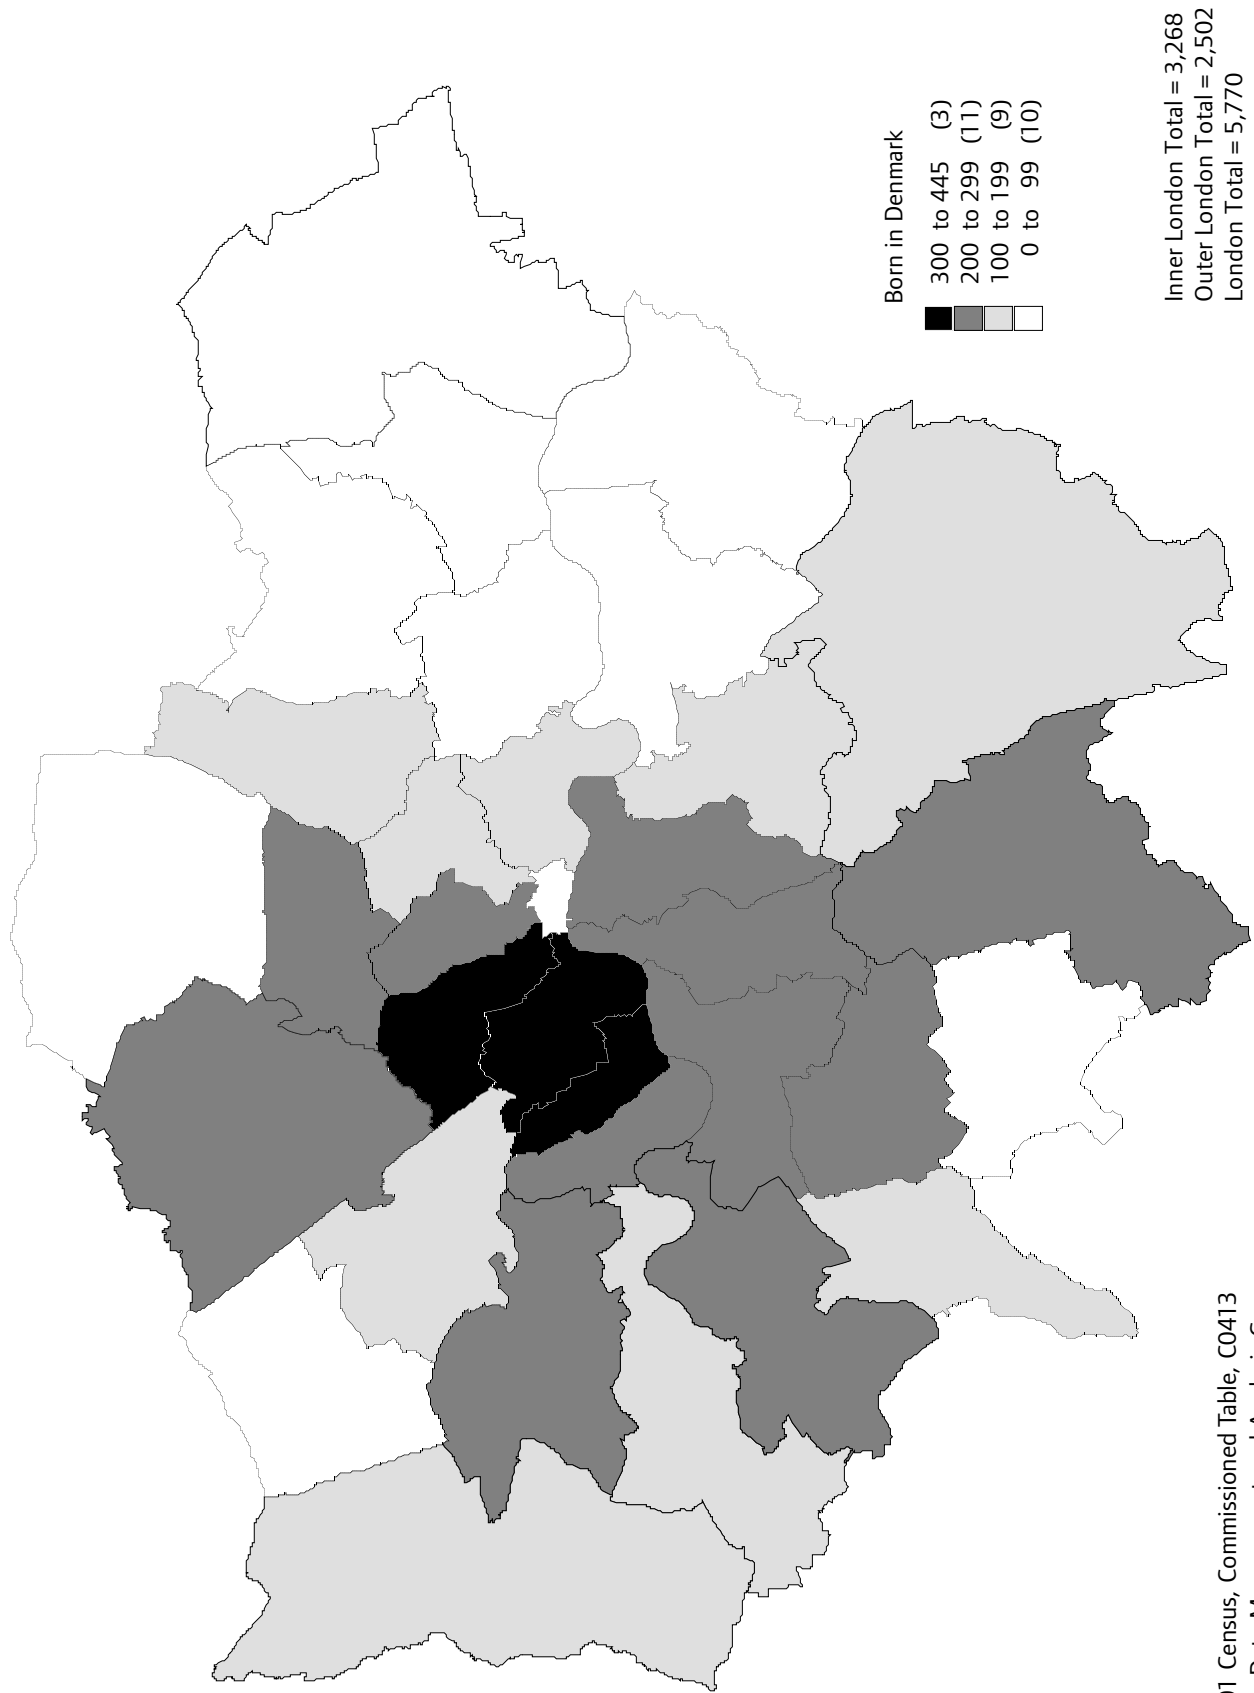 Born in Denmark
300 to 445 (3)
200 to 299 (11)
100 to 199 (9)
0 to 99 (10)
Inner London Total = 3,268
Outer London Total = 2,502
London Total = 5,770
Census, Commissioned Table, C0413